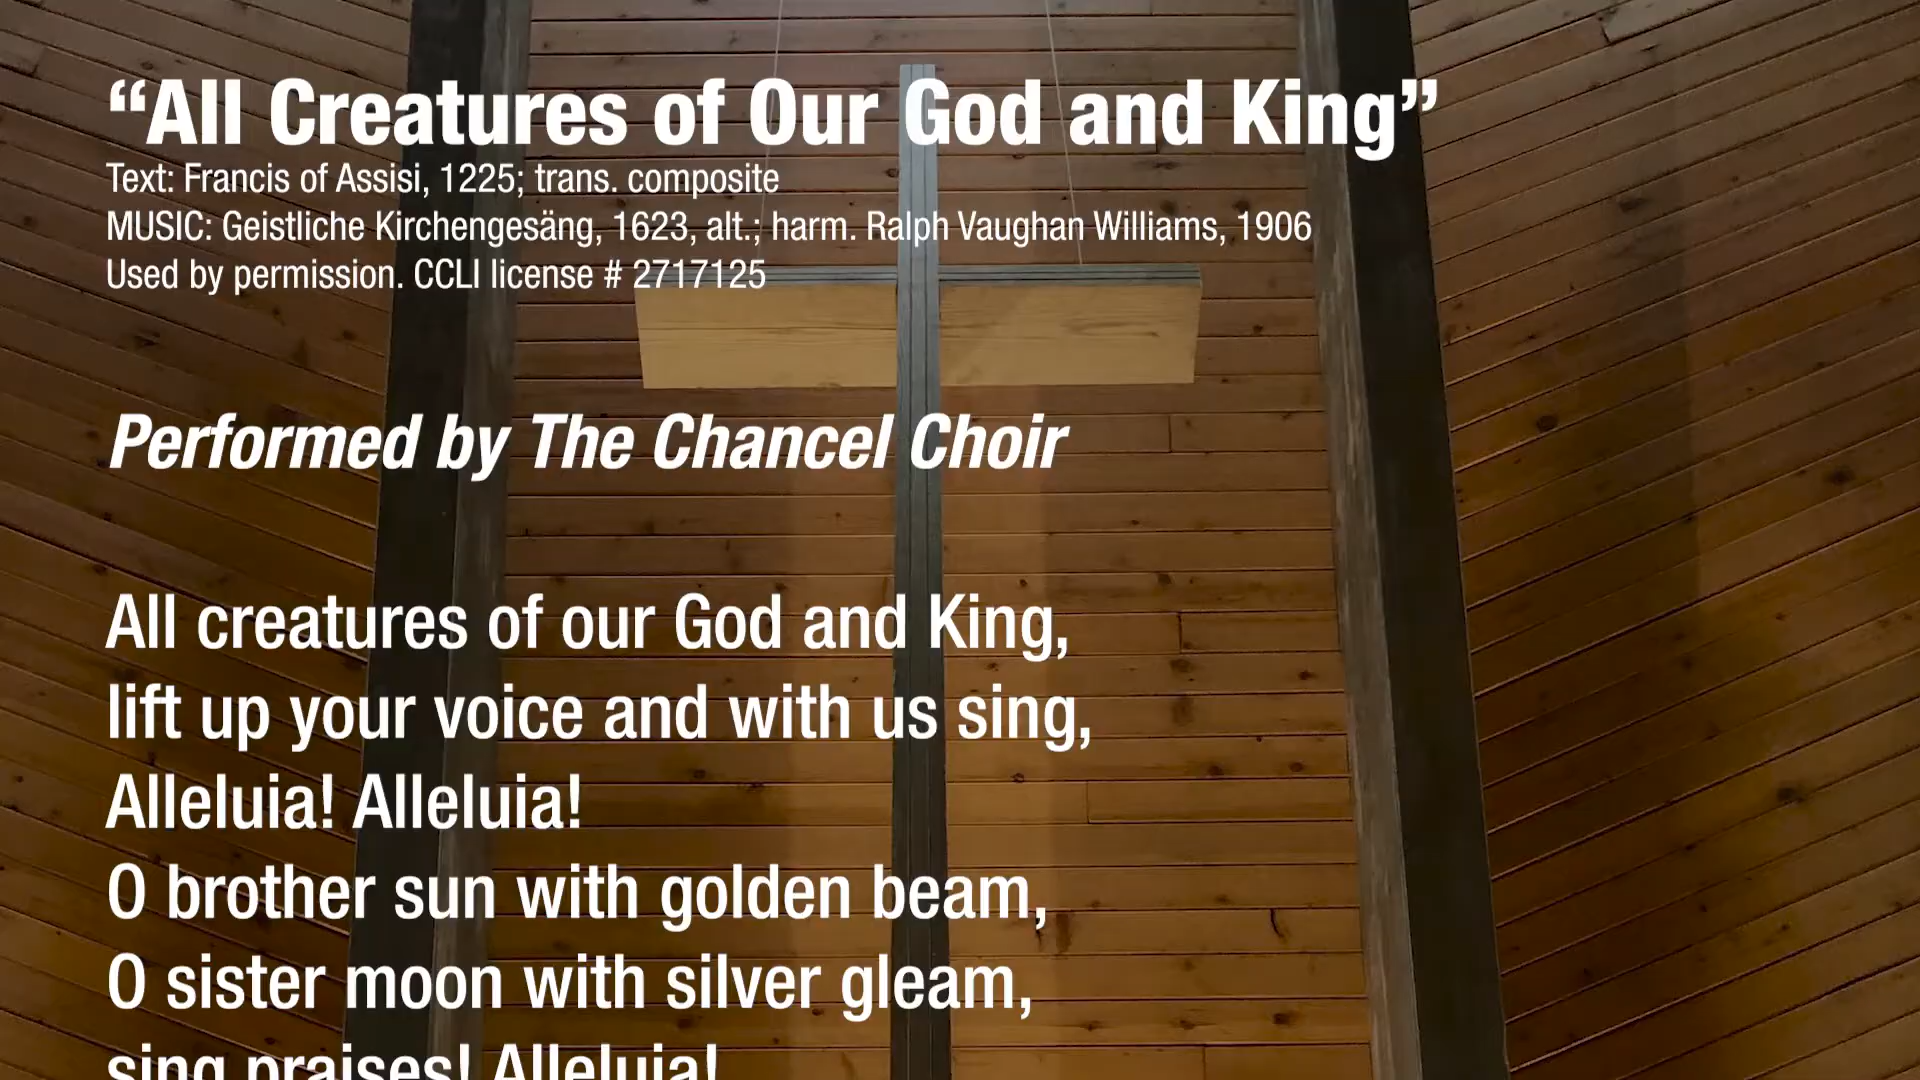 “All Creatures of Our God and King”
Text: Francis of Assisi, 1225; trans. composite
MUSIC: Geistliche Kirchengesäng, 1623, alt.; harm. Ralph Vaughan Williams, 1906
Used by permission. CCLI license # 2717125
Performed by The Chancel Choir
All creatures of our God and King,
lift up your voice and with us sing,
Alleluia! Alleluia!
O brother sun with golden beam,
O sister moon with silver gleam,
sing praises! Alleluia!